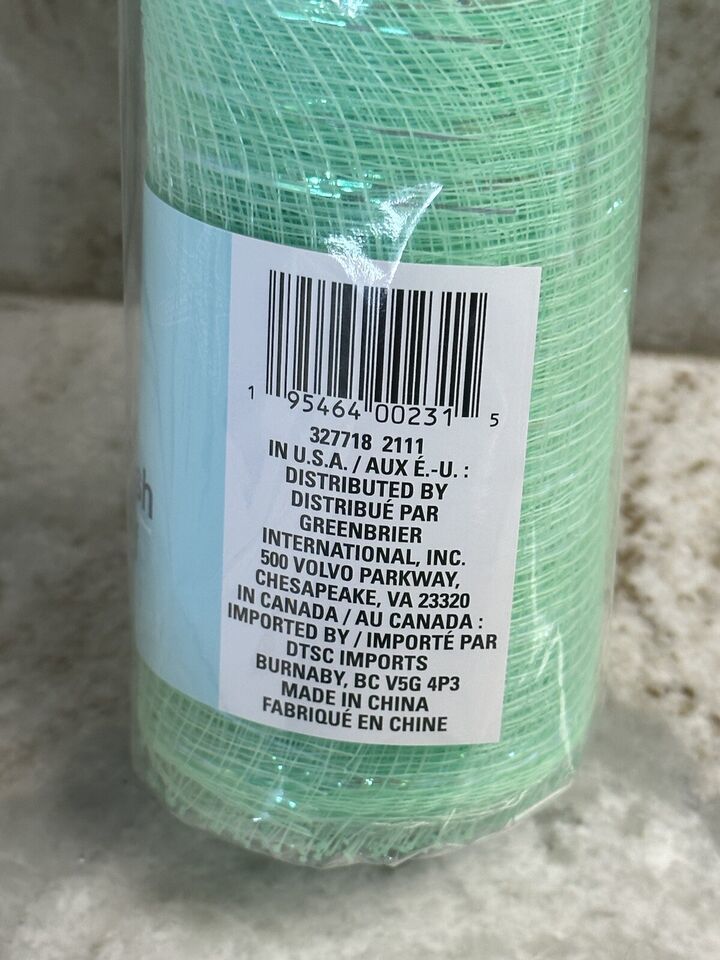 1 95464 00231 5
327718 2111
IN U.S.A. / AUX É.-U. :
DISTRIBUTED BY
DISTRIBUÉ PAR
GREENBRIER
INTERNATIONAL, INC.
500 VOLVO PARKWAY,
CHESAPEAKE, VA 23320
IN CANADA / AU CANADA :
IMPORTED BY / IMPORTÉ PAR
DTSC IMPORTS
BURNABY, BC V5G 4P3
MADE IN CHINA
FABRIQUÉ EN CHINE